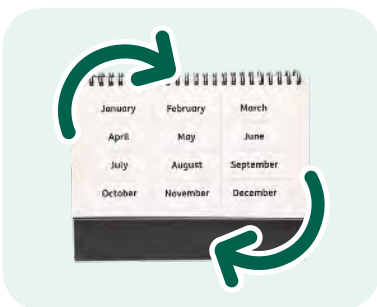 January February March
April May June
July August September
October November December